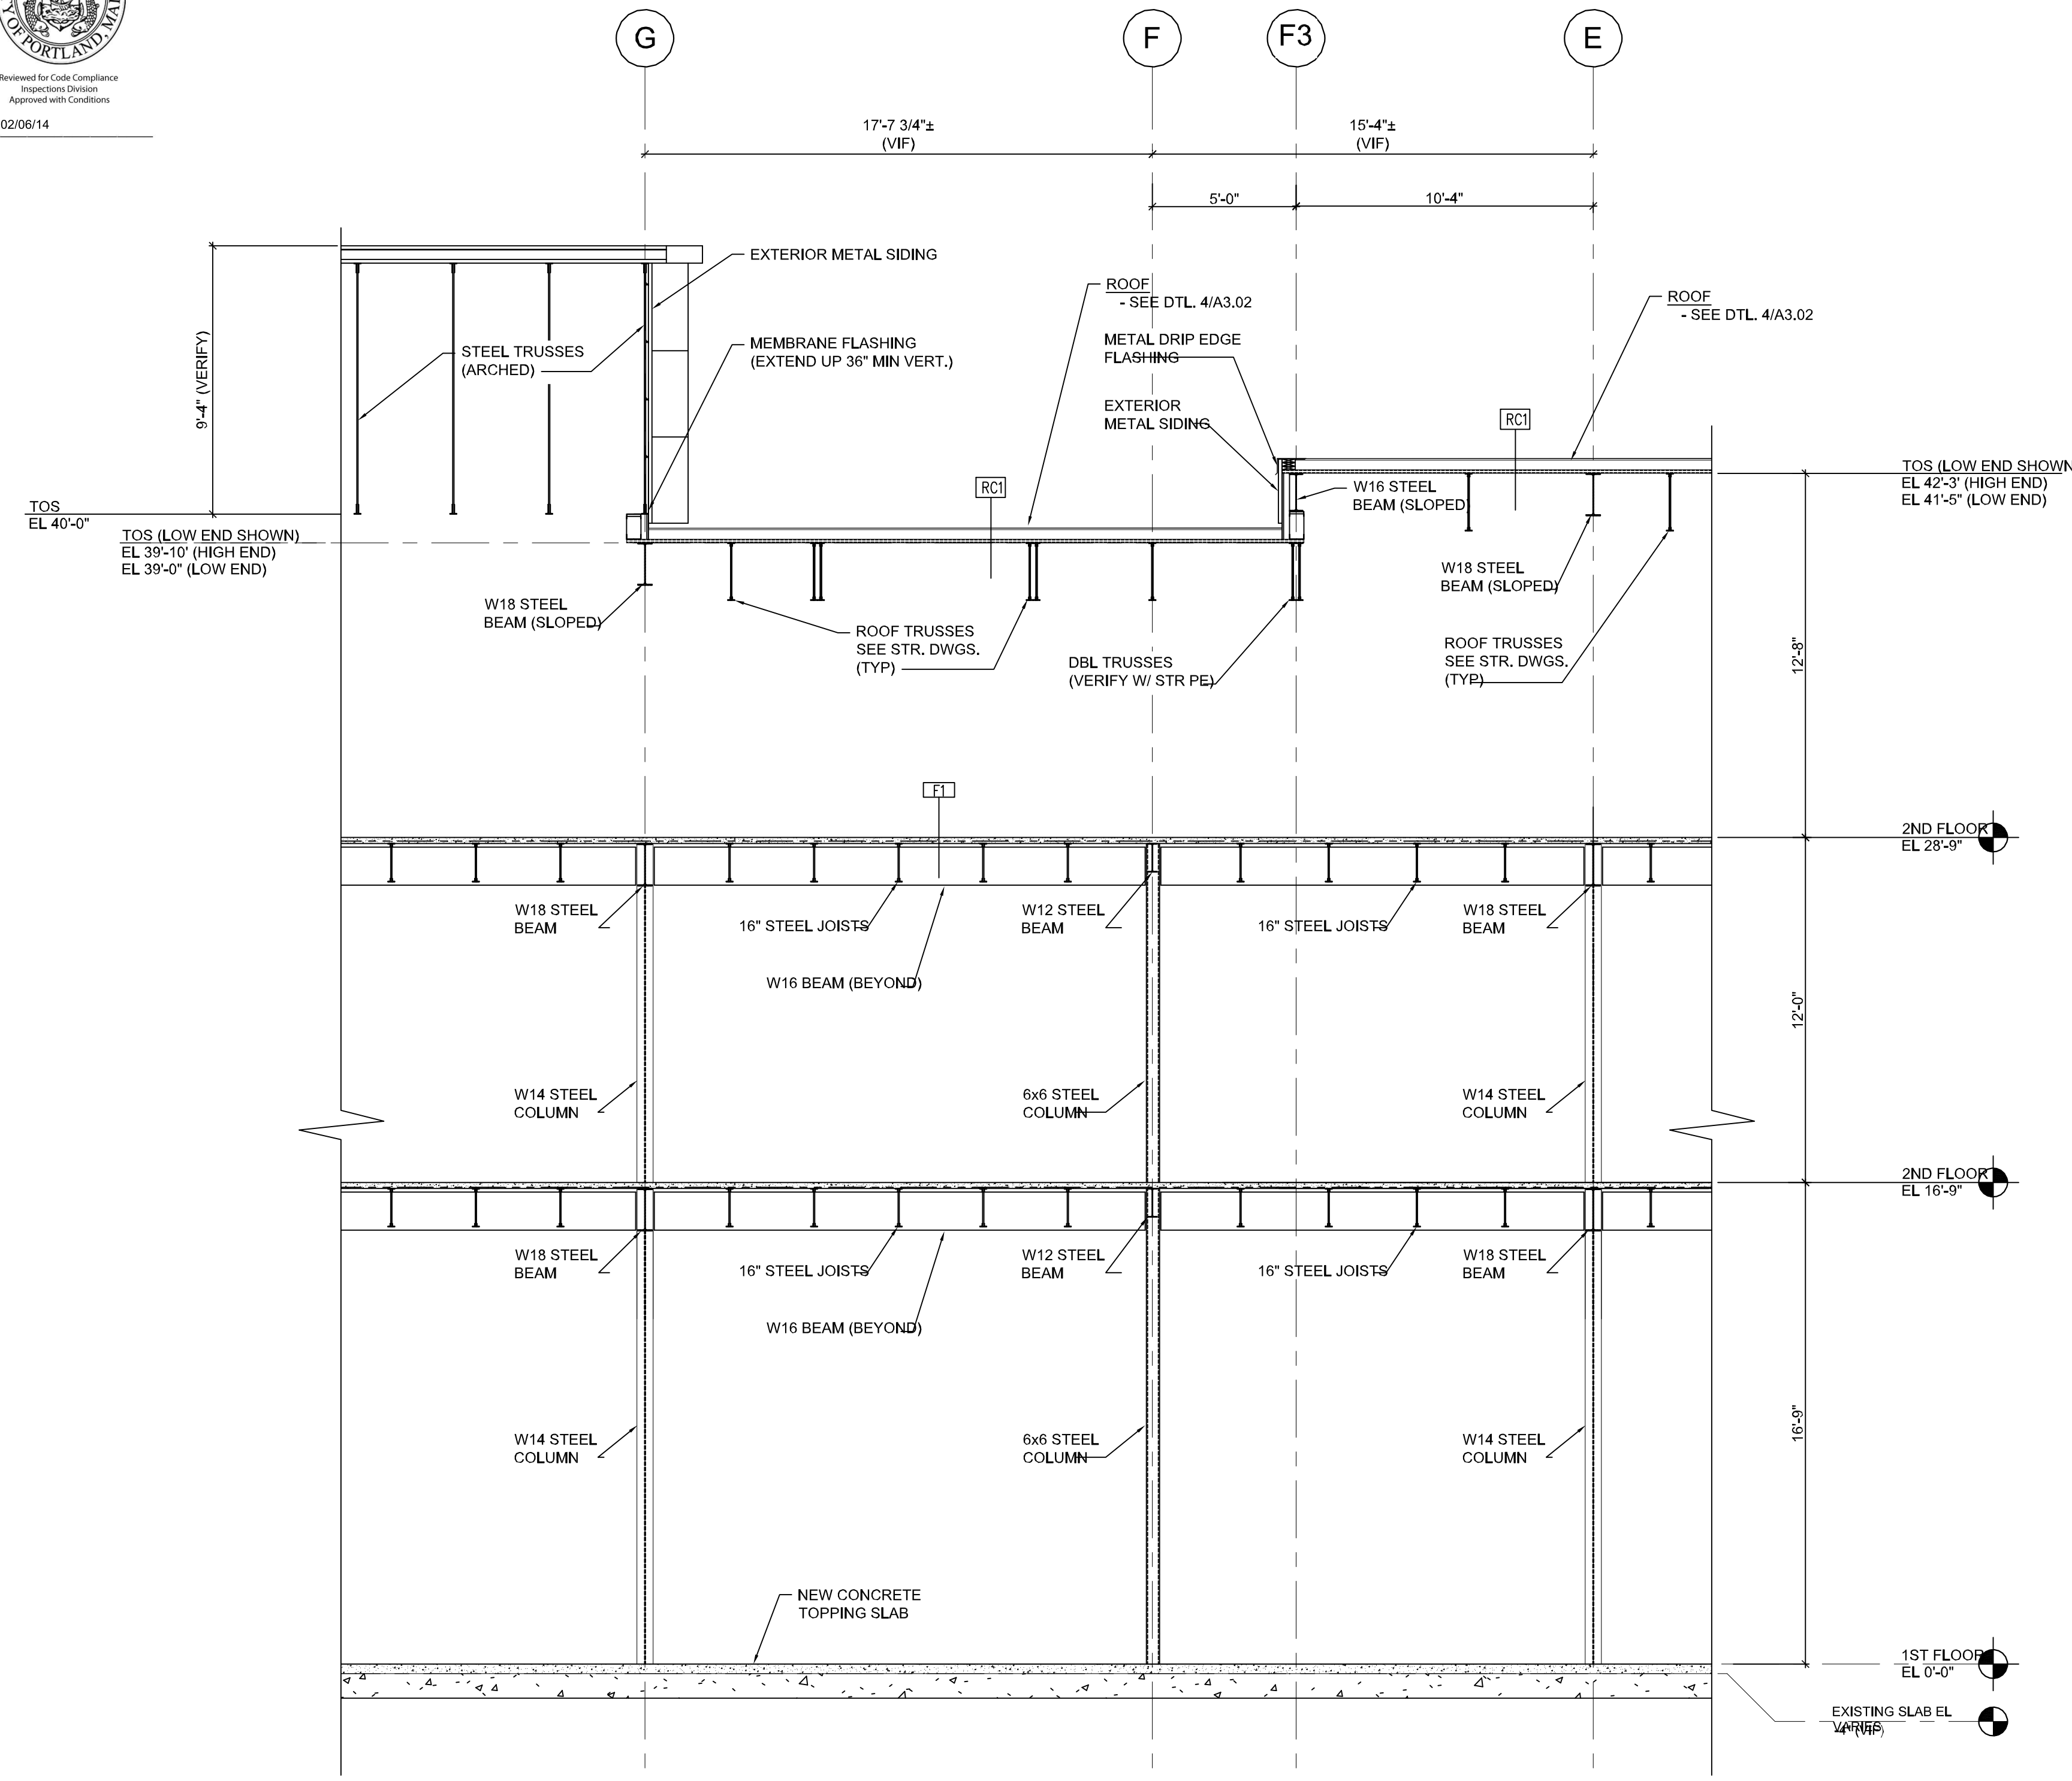 Y OF PORTLAND, MAI
Reviewed for Code Compliance
Inspections Division
Approved with Conditions
02/06/14
G
F
F3
E
17'-7 3/4"±
(VIF)
15'-4"±
(VIF)
5'-0"
10'-4"
9'-4" (VERIFY)
EXTERIOR METAL SIDING
STEEL TRUSSES
(ARCHED)
MEMBRANE FLASHING
(EXTEND UP 36" MIN VERT.)
ROOF
- SEE DTL. 4/A3.02
METAL DRIP EDGE
FLASHING
EXTERIOR
METAL SIDING
ROOF
- SEE DTL. 4/A3.02
RC1
RC1
W16 STEEL
BEAM (SLOPED)
TOS
EL 40'-0"
TOS (LOW END SHOWN)
EL 39'-10' (HIGH END)
EL 39'-0" (LOW END)
TOS (LOW END SHOWN
EL 42'-3' (HIGH END)
EL 41'-5" (LOW END)
W18 STEEL
BEAM (SLOPED)
W18 STEEL
BEAM (SLOPED)
ROOF TRUSSES
SEE STR. DWGS.
(TYP)
DBL TRUSSES
(VERIFY W/ STR PE)
ROOF TRUSSES
SEE STR. DWGS.
(TYP)
12'-8"
F1
2ND FLOOR
EL 28'-9"
W18 STEEL
BEAM
16" STEEL JOISTS
W12 STEEL
BEAM
16" STEEL JOISTS
W18 STEEL
BEAM
W16 BEAM (BEYOND)
12'-0"
W14 STEEL
COLUMN
6x6 STEEL
COLUMN
W14 STEEL
COLUMN
2ND FLOOR
EL 16'-9"
W18 STEEL
BEAM
16" STEEL JOISTS
W12 STEEL
BEAM
16" STEEL JOISTS
W18 STEEL
BEAM
W16 BEAM (BEYOND)
16'-9"
W14 STEEL
COLUMN
6x6 STEEL
COLUMN
W14 STEEL
COLUMN
NEW CONCRETE
TOPPING SLAB
1ST FLOOR
EL 0'-0"
EXISTING SLAB EL
VARIES
-4" (VIF)